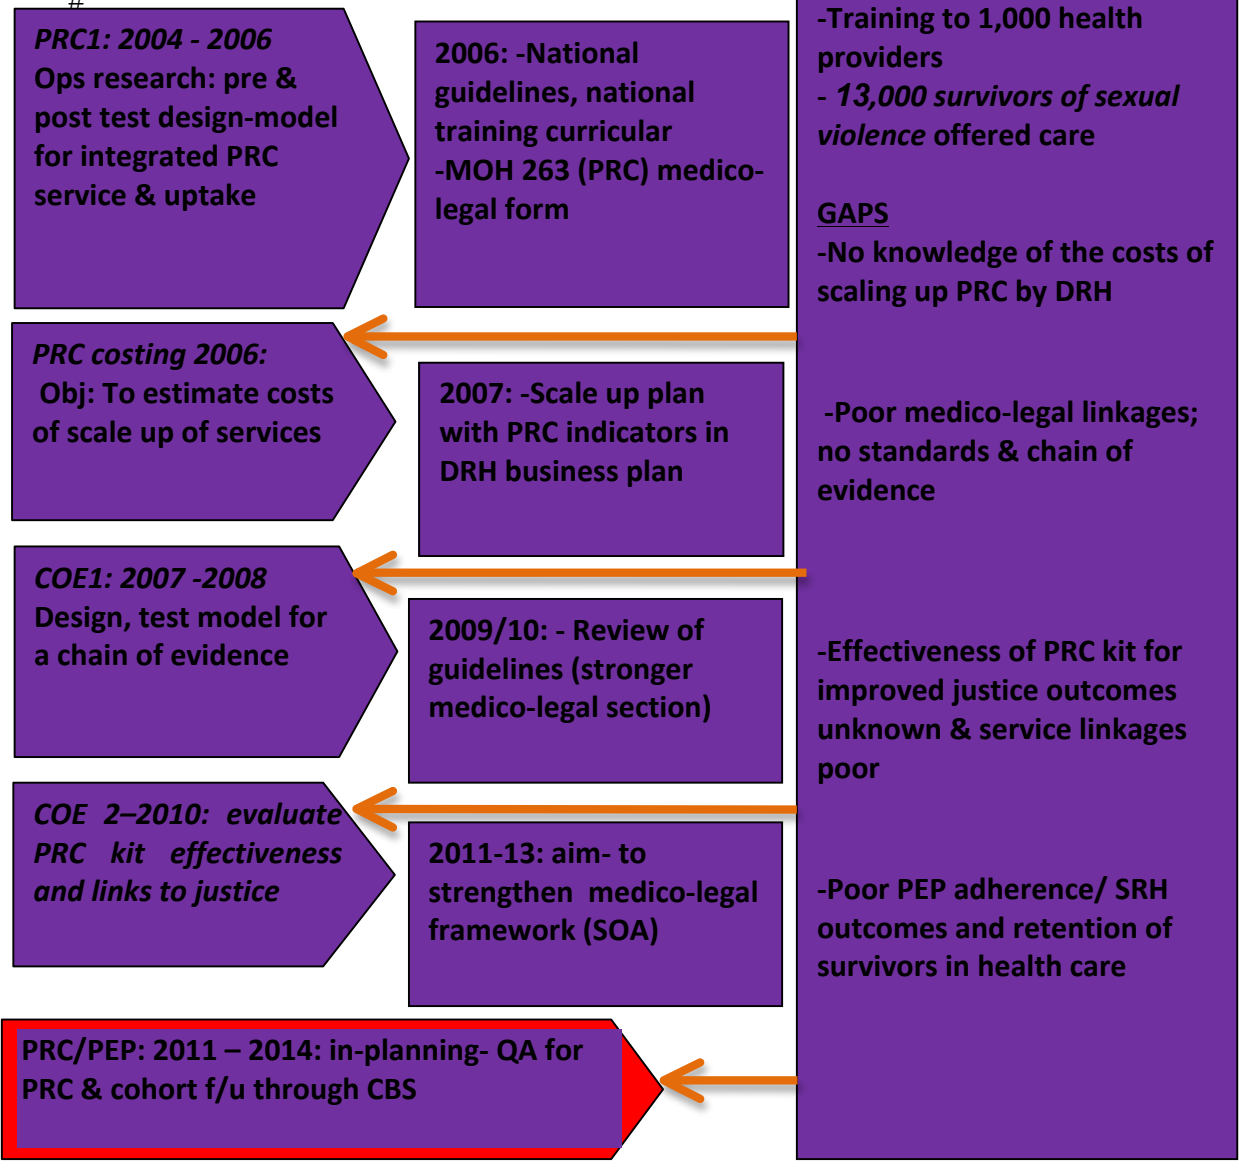 #
PRC1: 2004 - 2006
Ops research: pre &
post test design-model
for integrated PRC
service & uptake
2006: -National
guidelines, national
training curricular
-MOH 263 (PRC) medico-
legal form
PRC costing 2006:
Obj: To estimate costs
of scale up of services
2007: -Scale up plan
with PRC indicators in
DRH business plan
COE1: 2007 -2008
Design, test model for
a chain of evidence
2009/10: - Review of
guidelines (stronger
medico-legal section)
COE 2–2010: evaluate
PRC kit effectiveness
and links to justice
2011-13: aim- to
strengthen medico-legal
framework (SOA)
PRC/PEP: 2011 – 2014: in-planning- QA for
PRC & cohort f/u through CBS
-Training to 1,000 health
providers
- 13,000 survivors of sexual
violence offered care
GAPS
-No knowledge of the costs of
scaling up PRC by DRH
-Poor medico-legal linkages;
no standards & chain of
evidence
-Effectiveness of PRC kit for
improved justice outcomes
unknown & service linkages
poor
-Poor PEP adherence/ SRH
outcomes and retention of
survivors in health care